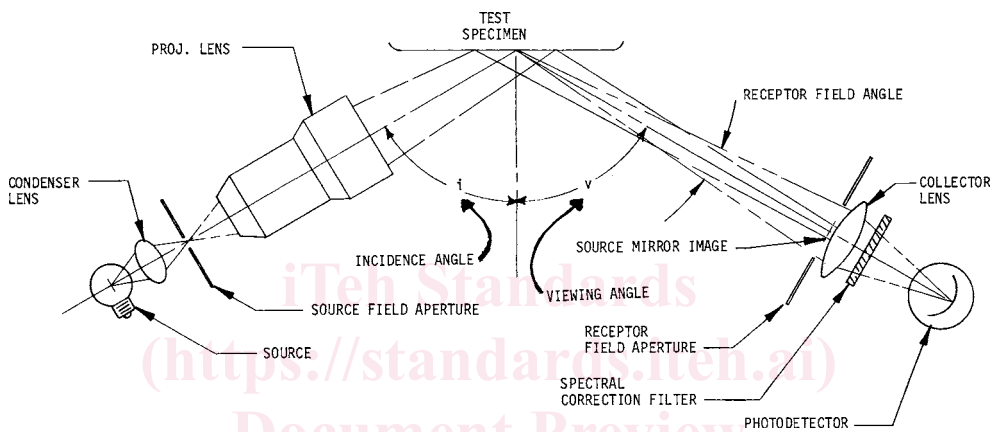 TEST
SPECIMEN
PROJ. LENS
RECEPTOR FIELD ANGLE
CONDENSER
LENS
i
v
COLLECTOR
LENS
SOURCE MIRROR IMAGE
INCIDENCE ANGLE
VIEWING ANGLE
SOURCE FIELD APERTURE
RECEPTOR
FIELD APERTURE
SOURCE
SPECTRAL
CORRECTION FILTER
PHOTODETECTOR
iTeh Standards
(https://standards.iteh.ai)
Document Preview